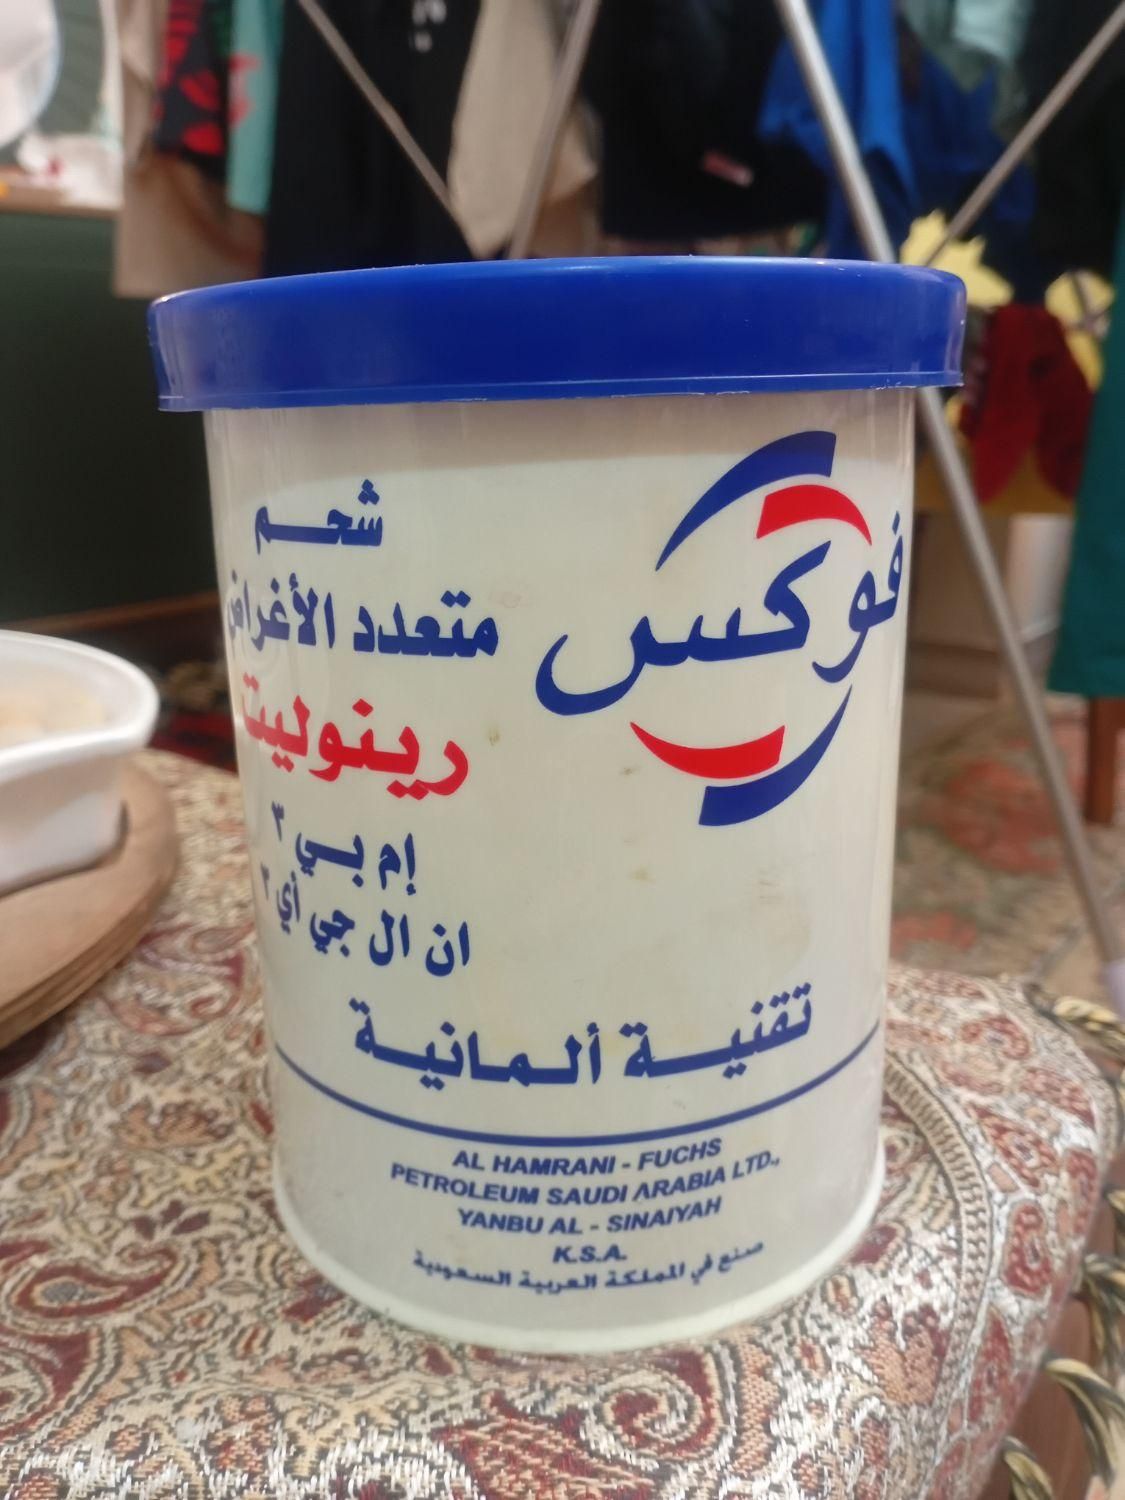 فوكس
شحم
متعدد الأغراض
رينوليت
إم بي ٣
ان ال جي أي ٣
تقنية ألمانية
AL HAMRANI - FUCHS
PETROLEUM SAUDI ARABIA LTD.,
YANBU AL - SINAIYAH
K.S.A.
صنع في المملكة العربية السعودية